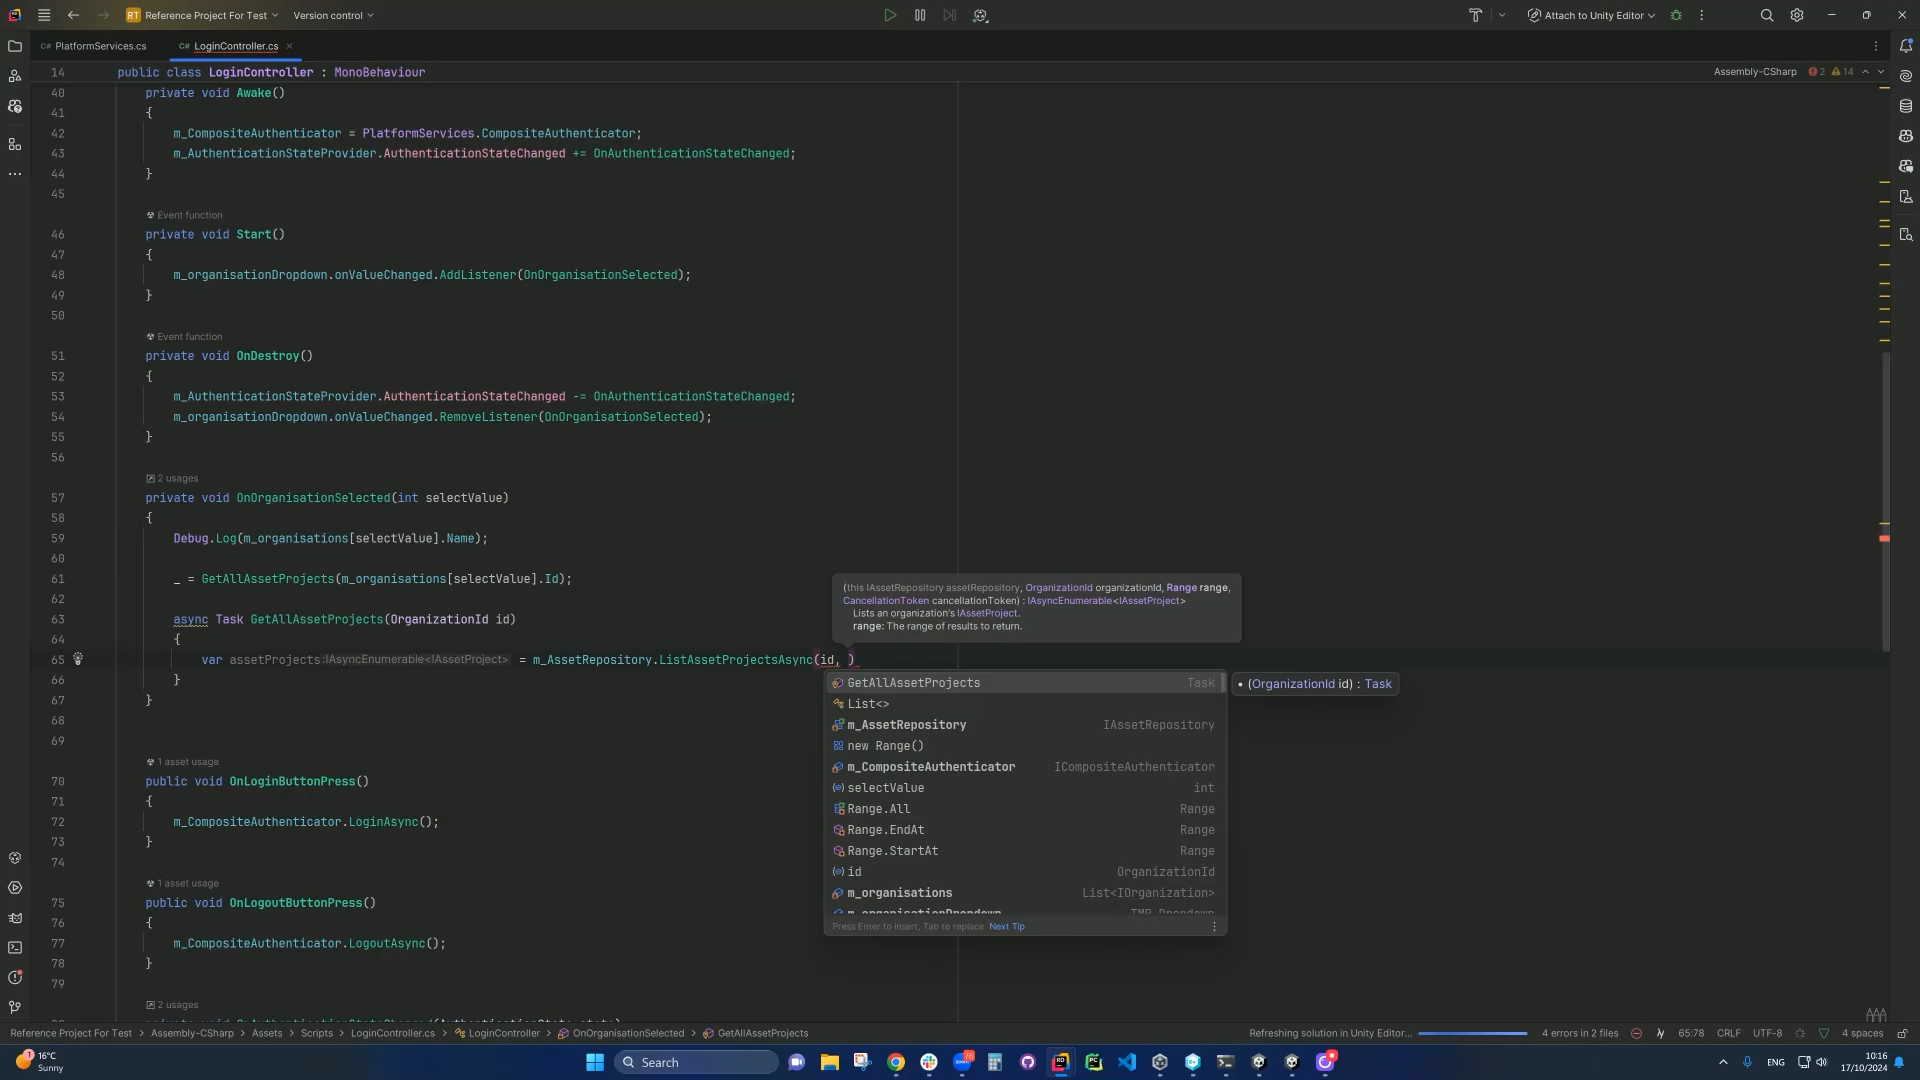 RT Reference Project For Test Version control Attach to Unity Editor
C# PlatformServices.cs C# LoginController.cs
14 public class LoginController : MonoBehaviour Assembly-CSharp 2 14
40 private void Awake()
41 {
42 m_CompositeAuthenticator = PlatformServices.CompositeAuthenticator;
43 m_AuthenticationStateProvider.AuthenticationStateChanged += OnAuthenticationStateChanged;
44 }
45
Event function
46 private void Start()
47 {
48 m_organisationDropdown.onValueChanged.AddListener(OnOrganisationSelected);
49 }
50
Event function
51 private void OnDestroy()
52 {
53 m_AuthenticationStateProvider.AuthenticationStateChanged -= OnAuthenticationStateChanged;
54 m_organisationDropdown.onValueChanged.RemoveListener(OnOrganisationSelected);
55 }
56
2 usages
57 private void OnOrganisationSelected(int selectValue)
58 {
59 Debug.Log(m_organisations[selectValue].Name);
60
61 _ = GetAllAssetProjects(m_organisations[selectValue].Id);
62
63 async Task GetAllAssetProjects(OrganizationId id)
64 {
65 var assetProjects :IAsyncEnumerable<IAssetProject> = m_AssetRepository.ListAssetProjectsAsync(id, )
66 }
67 }
68
69
1 asset usage
70 public void OnLoginButtonPress()
71 {
72 m_CompositeAuthenticator.LoginAsync();
73 }
74
1 asset usage
75 public void OnLogoutButtonPress()
76 {
77 m_CompositeAuthenticator.LogoutAsync();
78 }
79
2 usages
(this IAssetRepository assetRepository, OrganizationId organizationId, Range range,
CancellationToken cancellationToken) : IAsyncEnumerable<IAssetProject>
Lists an organization's IAssetProject.
range: The range of results to return.
GetAllAssetProjects Task
• (OrganizationId id) : Task
List<>
m_AssetRepository IAssetRepository
new Range()
m_CompositeAuthenticator ICompositeAuthenticator
selectValue int
Range.All Range
Range.EndAt Range
Range.StartAt Range
id OrganizationId
m_organisations List<IOrganization>
m_organisationDropdown TMP_Dropdown
Press Enter to insert, Tab to replace Next Tip
Reference Project For Test > Assembly-CSharp > Assets > Scripts > LoginController.cs > LoginController > OnOrganisationSelected > GetAllAssetProjects Refreshing solution in Unity Editor... 4 errors in 2 files 65:78 CRLF UTF-8 4 spaces
1 16°C
Sunny
Search
76
ENG
10:16
17/10/2024